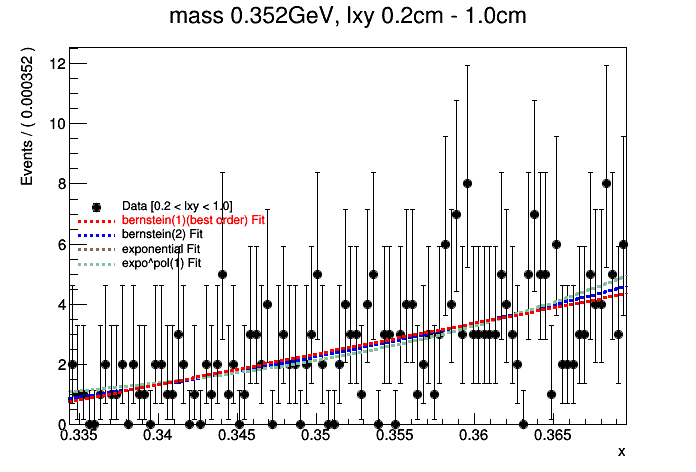 mass 0.352GeV, lxy 0.2cm - 1.0cm
Events / ( 0.000352 )
12
10
8
6
4
2
0
Data [0.2 < lxy < 1.0]
bernstein(1)(best order) Fit
bernstein(2) Fit
exponential Fit
expo^pol(1) Fit
0.335 0.34 0.345 0.35 0.355 0.36 0.365
x